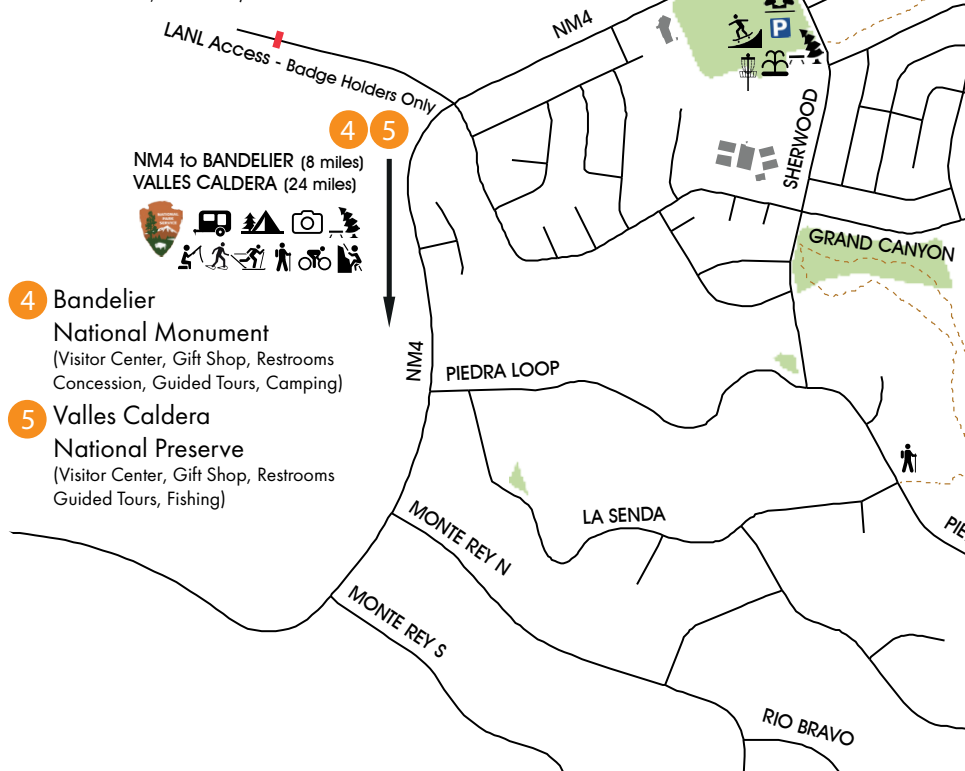 NM4
LANL Access - Badge Holders Only
P
4 5
NM4 to BANDELIER (8 miles)
VALLES CALDERA (24 miles)
SHERWOOD
GRAND CANYON
4 Bandelier
National Monument
(Visitor Center, Gift Shop, Restrooms
Concession, Guided Tours, Camping)
NM4
PIEDRA LOOP
5 Valles Caldera
National Preserve
(Visitor Center, Gift Shop, Restrooms
Guided Tours, Fishing)
LA SENDA
MONTE REY N
PIE
MONTE REY S
RIO BRAVO